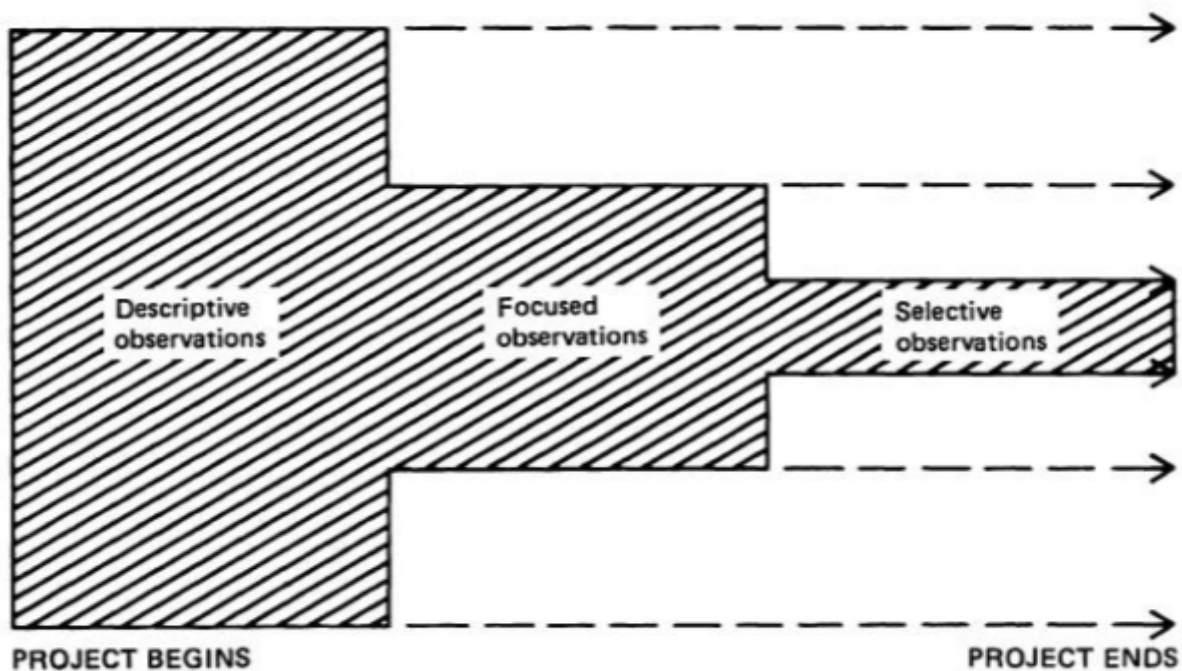 Descriptive
observations
Focused
observations
Selective
observations
PROJECT BEGINS
PROJECT ENDS